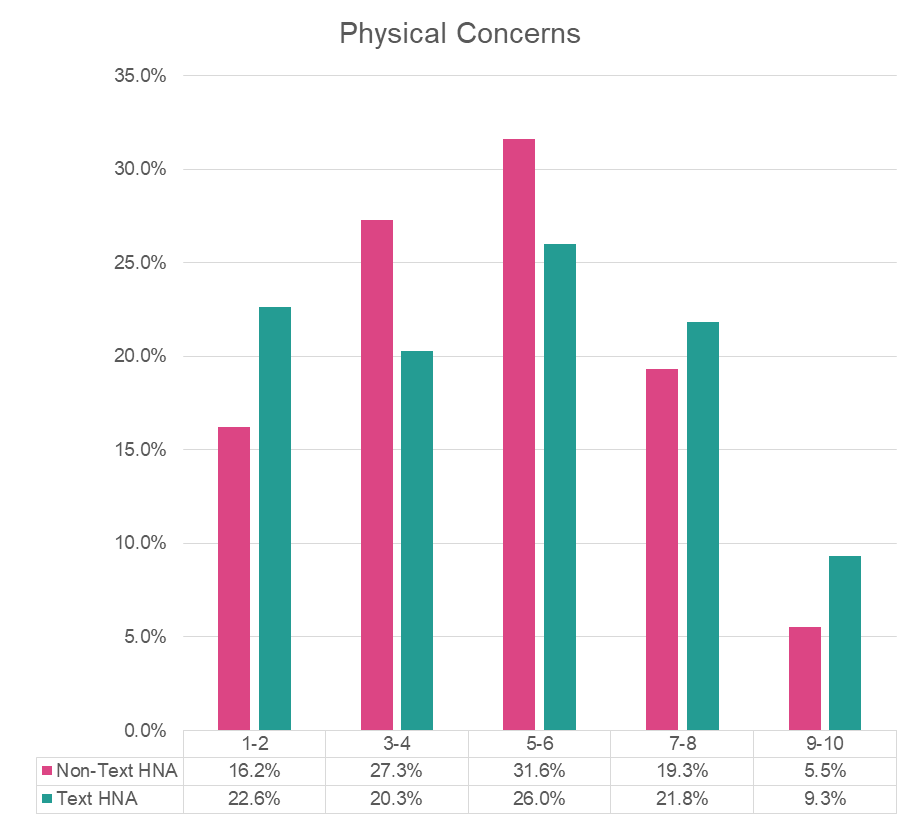 Physical Concerns
35.0%
30.0%
25.0%
20.0%
15.0%
10.0%
5.0%
0.0%
1-2 3-4 5-6 7-8 9-10
Non-Text HNA 16.2% 27.3% 31.6% 19.3% 5.5%
Text HNA 22.6% 20.3% 26.0% 21.8% 9.3%